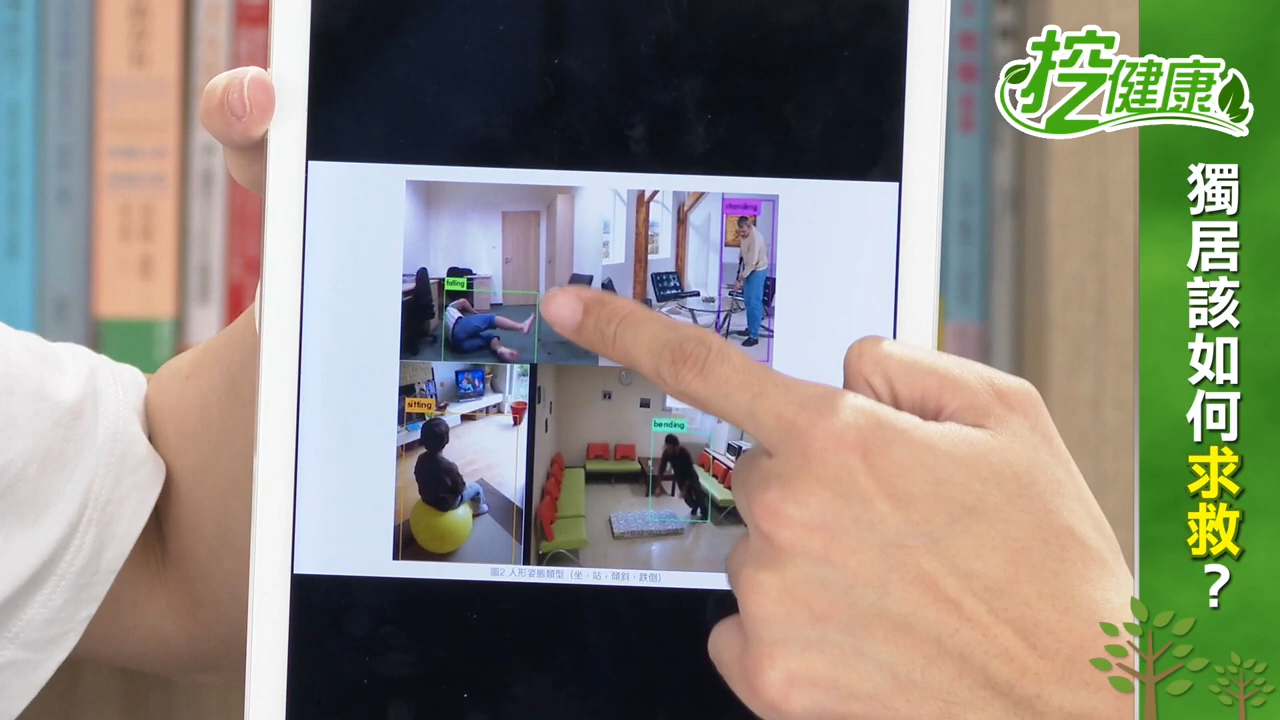 挖健康
獨居該如何求救？
falling
standing
sitting
bending
圖2 人形姿態類型（坐，站，傾斜，跌倒）